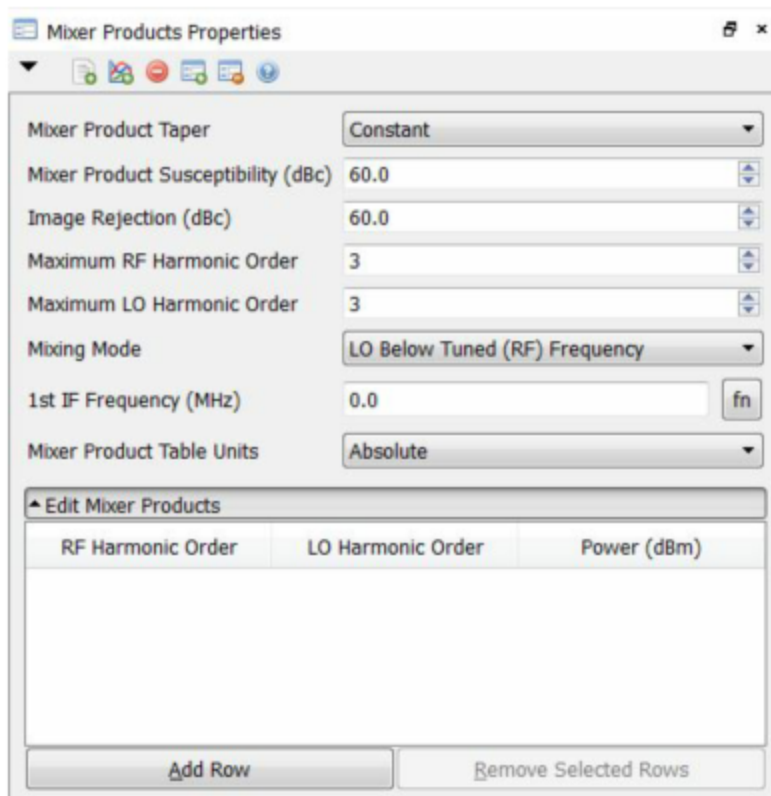 Mixer Products Properties
Mixer Product Taper Constant
Mixer Product Susceptibility (dBc) 60.0
Image Rejection (dBc) 60.0
Maximum RF Harmonic Order 3
Maximum LO Harmonic Order 3
Mixing Mode LO Below Tuned (RF) Frequency
1st IF Frequency (MHz) 0.0 fn
Mixer Product Table Units Absolute
Edit Mixer Products
RF Harmonic Order LO Harmonic Order Power (dBm)
Add Row Remove Selected Rows